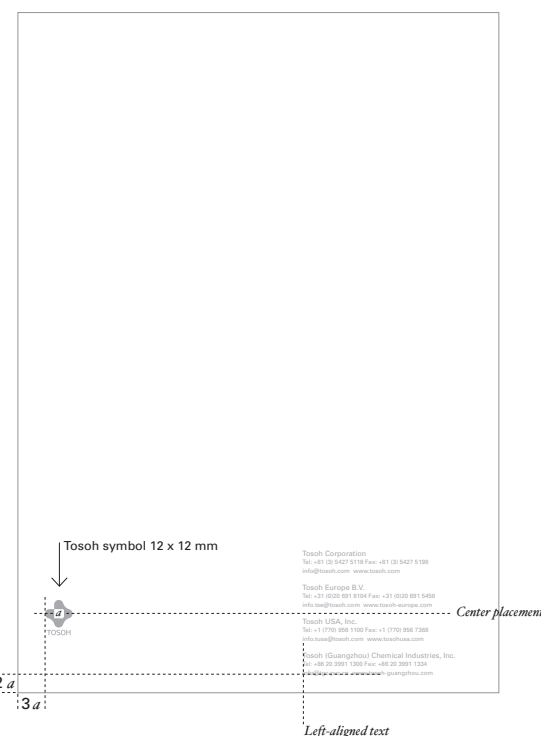 Tosoh symbol 12 x 12 mm
Tosoh Corporation
Tel: +81 (3) 5427 5118 Fax: +81 (3) 5427 5198
info@tosoh.com www.tosoh.com
Tosoh Europe B.V.
Tel: +31 (0)20 691 8104 Fax: +31 (0)20 691 5458
info.tse@tosoh.com www.tosoh-europe.com
a
Center placement
TOSOH
Tosoh USA, Inc.
Tel: +1 (770) 956 1100 Fax: +1 (770) 956 7368
info.tusa@tosoh.com www.tosohusa.com
Tosoh (Guangzhou) Chemical Industries, Inc.
Tel: +86 20 3991 1300 Fax: +86 20 3991 1334
www.tosoh-guangzhou.com
2 a
3 a
Left-aligned text